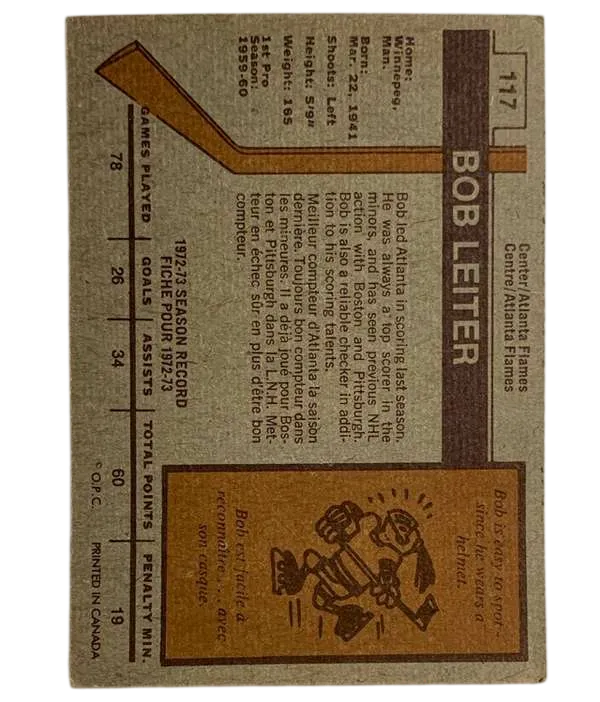 117
BOB LEITER
Center/Atlanta Flames
Centre/Atlanta Flames
Home:
Winnepeg,
Man.
Born:
Mar. 22, 1941
Shoots: Left
Height: 5'9"
Weight: 165
1st Pro
Season:
1959-60
Bob led Atlanta in scoring last season.
He was always a top scorer in the
minors, and has seen previous NHL
action with Boston and Pittsburgh.
Bob is also a reliable checker in addi-
tion to his scoring talents.
Meilleur compteur d'Atlanta la saison
dernière. Toujours bon compteur dans
les mineures. Il a déjà joué pour Bos-
ton et Pittsburgh dans la L.N.H. Met-
teur en échec sûr en plus d'être bon
compteur.
Bob is easy to spot-
since he wears a
helmet.
Bob est facile à
reconnaître . . . avec
son casque.
1972-73 SEASON RECORD
FICHE POUR 1972-73
GAMES PLAYED GOALS ASSISTS TOTAL POINTS PENALTY MIN.
78 26 34 60 19
© O.P.C. PRINTED IN CANADA